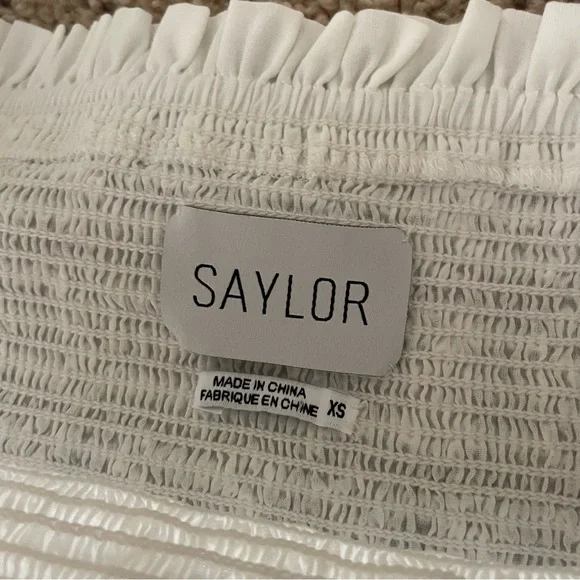 SAYLOR
MADE IN CHINA
FABRIQUE EN CHINE XS